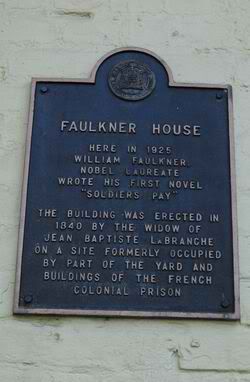 FAULKNER HOUSE
HERE IN 1925
WILLIAM FAULKNER
NOBEL LAUREATE
WROTE HIS FIRST NOVEL
"SOLDIERS PAY"
THE BUILDING WAS ERECTED IN
1840 BY THE WIDOW OF
JEAN BAPTISTE LABRANCHE
ON A SITE FORMERLY OCCUPIED
BY PART OF THE YARD AND
BUILDINGS OF THE FRENCH
COLONIAL PRISON